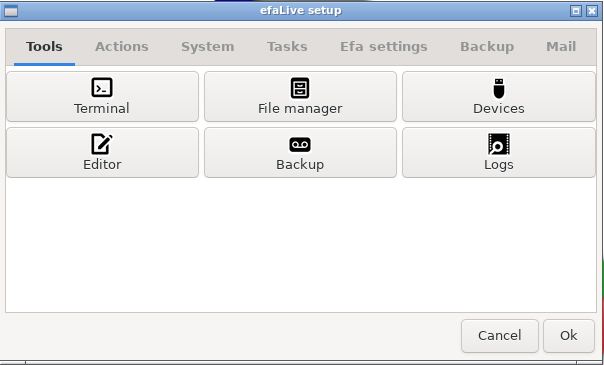 efaLive setup
Tools Actions System Tasks Efa settings Backup Mail
Terminal File manager Devices
Editor Backup Logs
Cancel Ok